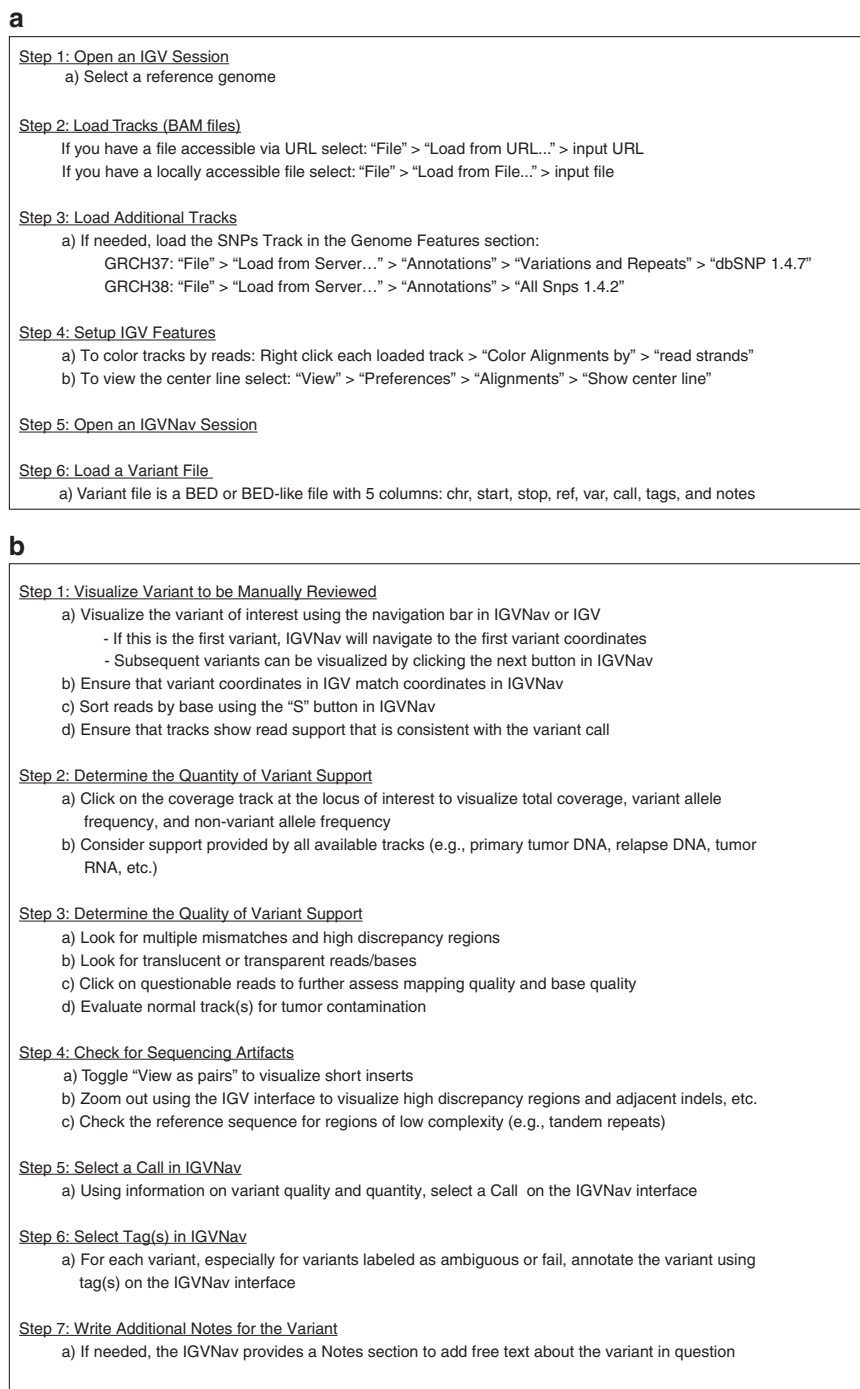 a
Step 1: Open an IGV Session
a) Select a reference genome
Step 2: Load Tracks (BAM files)
If you have a file accessible via URL select: “File” > “Load from URL...” > input URL
If you have a locally accessible file select: “File” > “Load from File...” > input file
Step 3: Load Additional Tracks
a) If needed, load the SNPs Track in the Genome Features section:
GRCH37: “File” > “Load from Server…” > “Annotations” > “Variations and Repeats” > “dbSNP 1.4.7”
GRCH38: “File” > “Load from Server…” > “Annotations” > “All Snps 1.4.2”
Step 4: Setup IGV Features
a) To color tracks by reads: Right click each loaded track > “Color Alignments by” > “read strands”
b) To view the center line select: “View” > “Preferences” > “Alignments” > “Show center line”
Step 5: Open an IGVNav Session
Step 6: Load a Variant File
a) Variant file is a BED or BED-like file with 5 columns: chr, start, stop, ref, var, call, tags, and notes
b
Step 1: Visualize Variant to be Manually Reviewed
a) Visualize the variant of interest using the navigation bar in IGVNav or IGV
- If this is the first variant, IGVNav will navigate to the first variant coordinates
- Subsequent variants can be visualized by clicking the next button in IGVNav
b) Ensure that variant coordinates in IGV match coordinates in IGVNav
c) Sort reads by base using the “S” button in IGVNav
d) Ensure that tracks show read support that is consistent with the variant call
Step 2: Determine the Quantity of Variant Support
a) Click on the coverage track at the locus of interest to visualize total coverage, variant allele
frequency, and non-variant allele frequency
b) Consider support provided by all available tracks (e.g., primary tumor DNA, relapse DNA, tumor
RNA, etc.)
Step 3: Determine the Quality of Variant Support
a) Look for multiple mismatches and high discrepancy regions
b) Look for translucent or transparent reads/bases
c) Click on questionable reads to further assess mapping quality and base quality
d) Evaluate normal track(s) for tumor contamination
Step 4: Check for Sequencing Artifacts
a) Toggle “View as pairs” to visualize short inserts
b) Zoom out using the IGV interface to visualize high discrepancy regions and adjacent indels, etc.
c) Check the reference sequence for regions of low complexity (e.g., tandem repeats)
Step 5: Select a Call in IGVNav
a) Using information on variant quality and quantity, select a Call on the IGVNav interface
Step 6: Select Tag(s) in IGVNav
a) For each variant, especially for variants labeled as ambiguous or fail, annotate the variant using
tag(s) on the IGVNav interface
Step 7: Write Additional Notes for the Variant
a) If needed, the IGVNav provides a Notes section to add free text about the variant in question